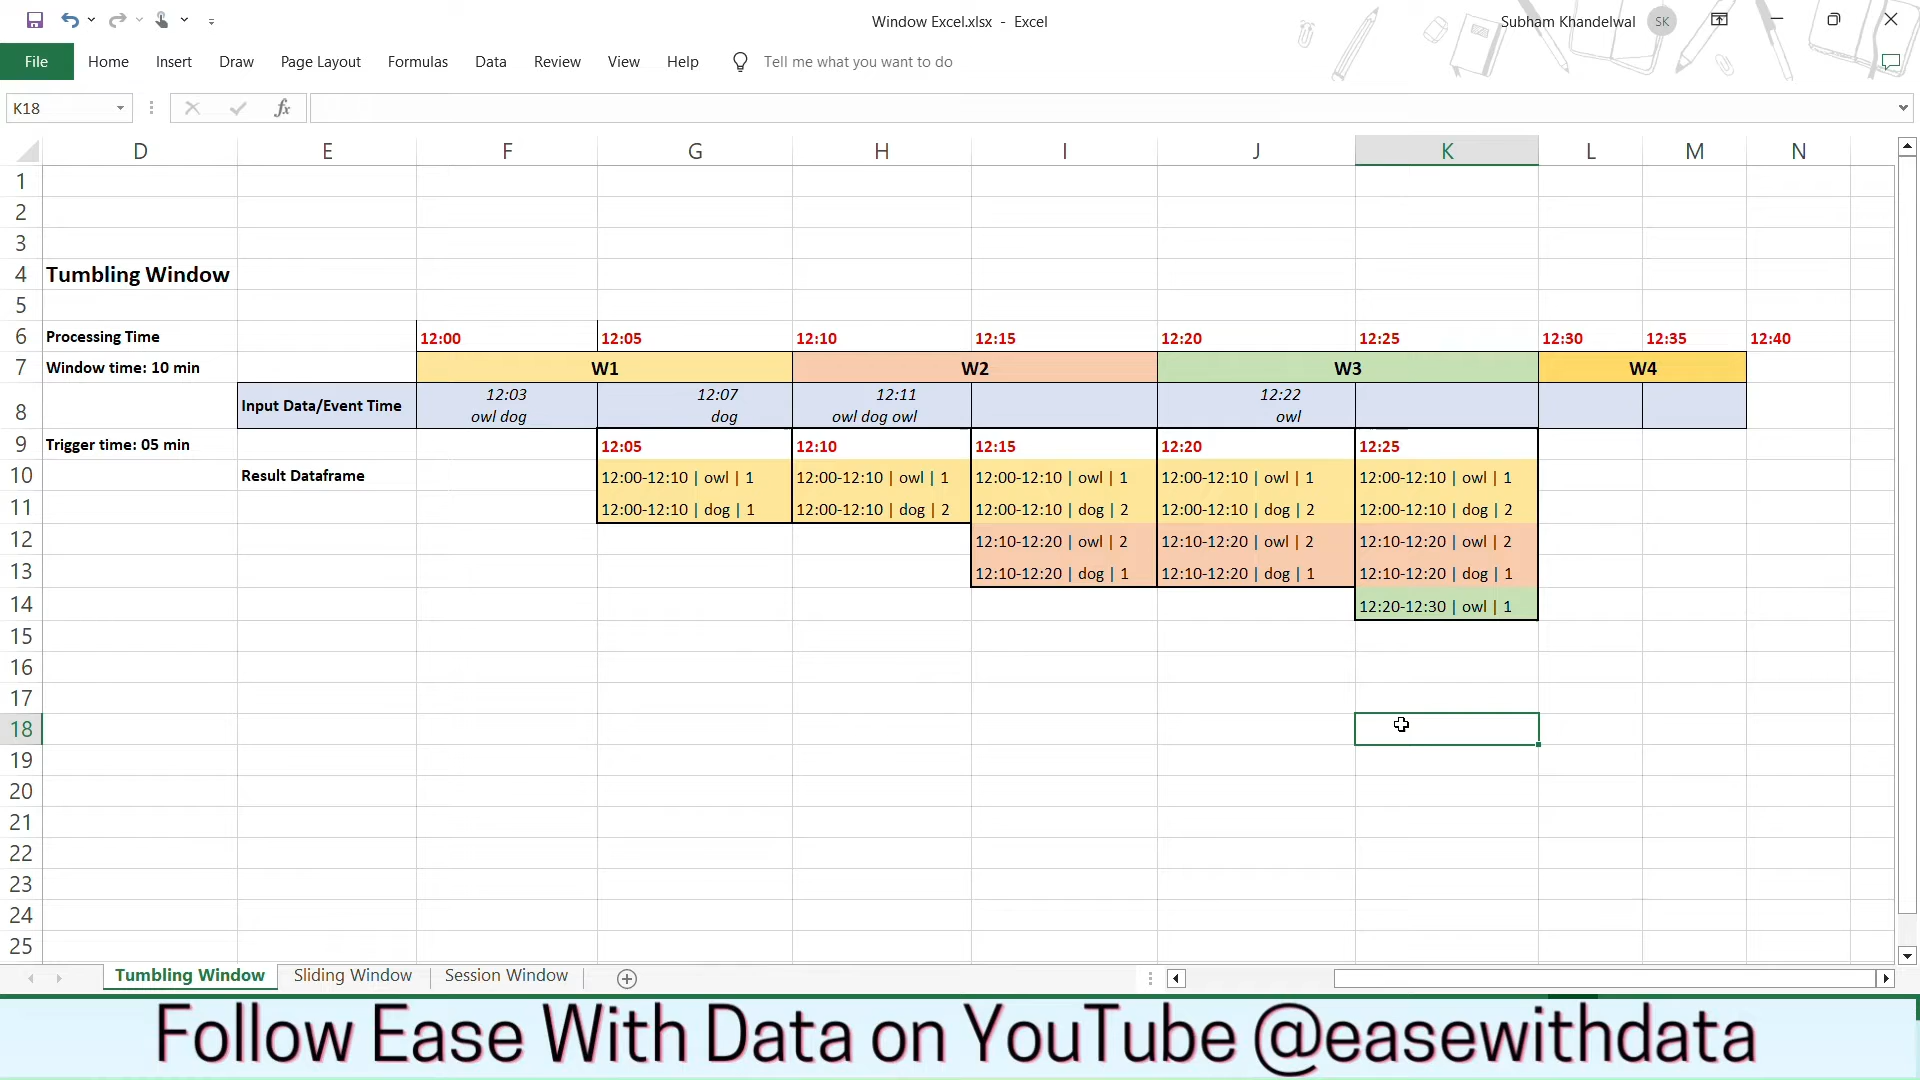 Window Excel.xlsx - Excel
Subham Khandelwal SK
File Home Insert Draw Page Layout Formulas Data Review View Help Tell me what you want to do
K18 fx
D E F G H I J K L M N
1
2
3
4 Tumbling Window
5
6 Processing Time 12:00 12:05 12:10 12:15 12:20 12:25 12:30 12:35 12:40
7 Window time: 10 min W1 W2 W3 W4
12:03 12:07 12:11 12:22
8 Input Data/Event Time
owl dog dog owl dog owl owl
9 Trigger time: 05 min 12:05 12:10 12:15 12:20 12:25
10 Result Dataframe 12:00-12:10 | owl | 1 12:00-12:10 | owl | 1 12:00-12:10 | owl | 1 12:00-12:10 | owl | 1 12:00-12:10 | owl | 1
11 12:00-12:10 | dog | 1 12:00-12:10 | dog | 2 12:00-12:10 | dog | 2 12:00-12:10 | dog | 2 12:00-12:10 | dog | 2
12 12:10-12:20 | owl | 2 12:10-12:20 | owl | 2 12:10-12:20 | owl | 2
13 12:10-12:20 | dog | 1 12:10-12:20 | dog | 1 12:10-12:20 | dog | 1
14 12:20-12:30 | owl | 1
15
16
17
18
19
20
21
22
23
24
25
Tumbling Window Sliding Window Session Window
Follow Ease With Data on YouTube @easewithdata